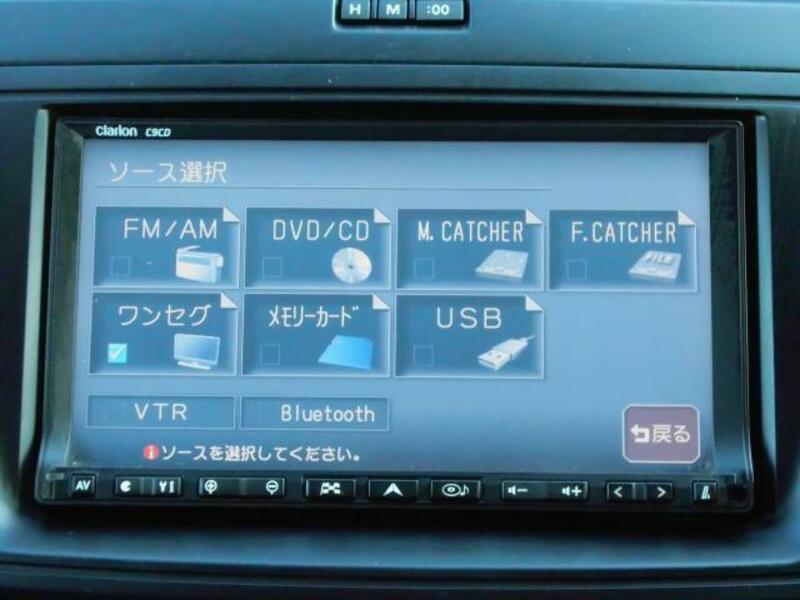 H M :00
clarion C9CD
ソース選択
FM/AM DVD/CD M. CATCHER F.CATCHER
FILE
ワンセグ メモリーカード USB
VTR Bluetooth
戻る
ソースを選択してください。
AV